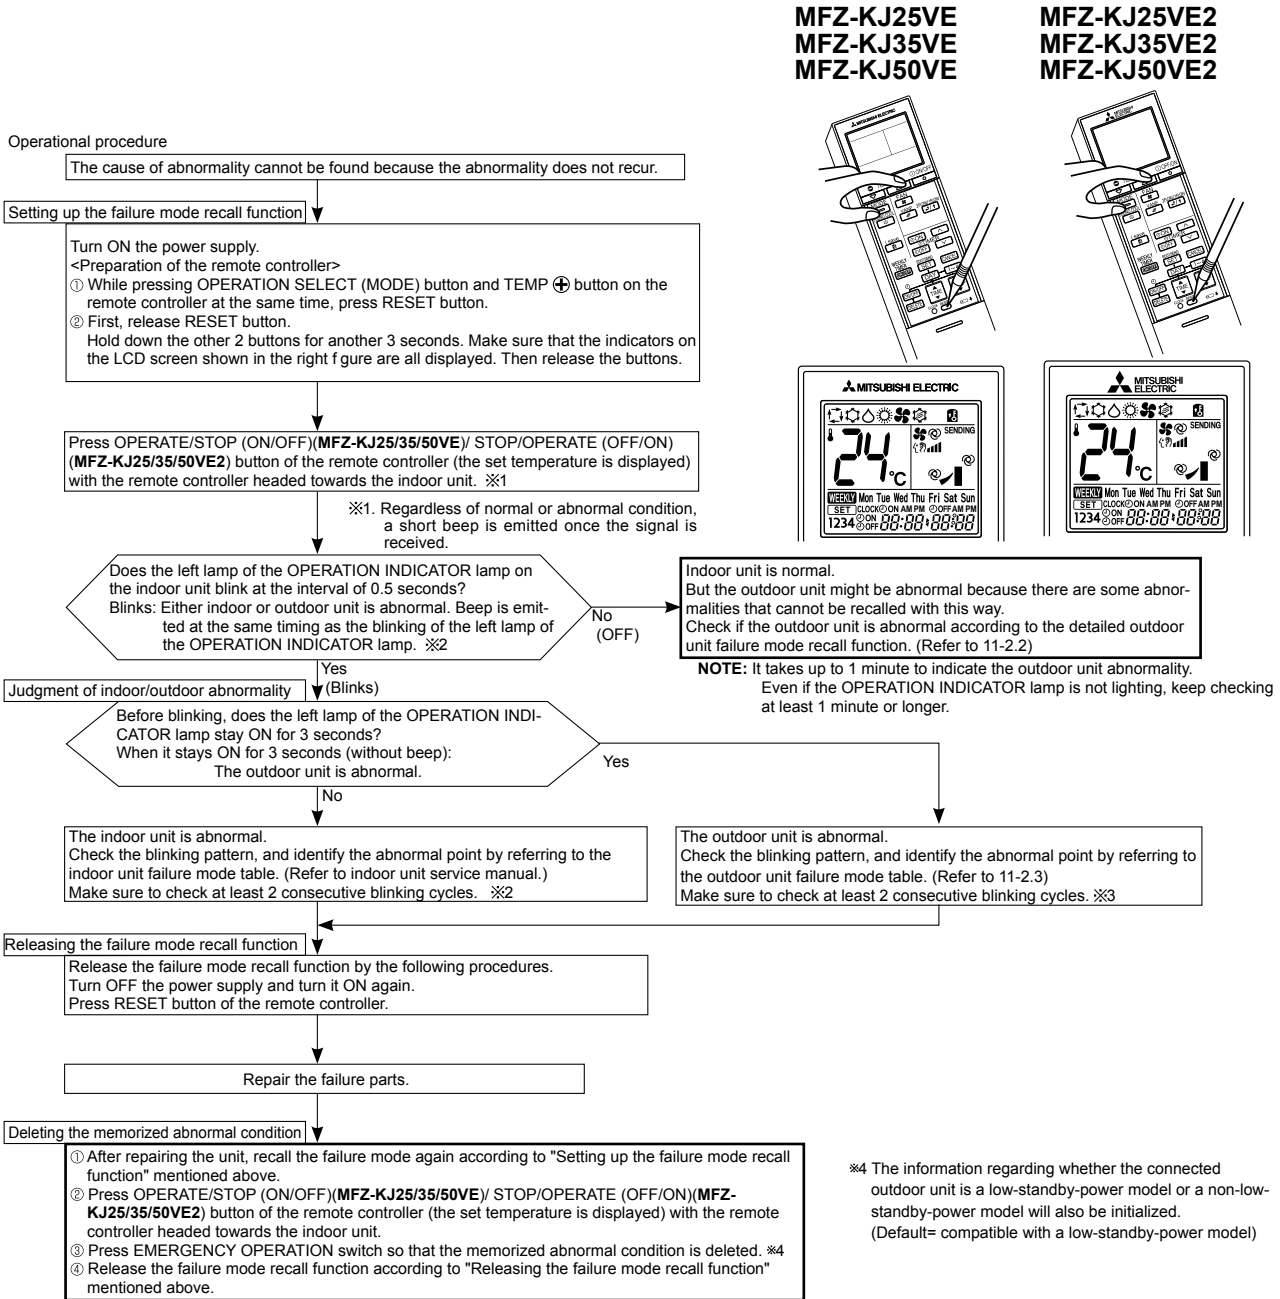 MFZ-KJ25VE
MFZ-KJ35VE
MFZ-KJ50VE
MFZ-KJ25VE2
MFZ-KJ35VE2
MFZ-KJ50VE2
Operational procedure
The cause of abnormality cannot be found because the abnormality does not recur.
Setting up the failure mode recall function
Turn ON the power supply.
<Preparation of the remote controller>
① While pressing OPERATION SELECT (MODE) button and TEMP ⊕ button on the
remote controller at the same time, press RESET button.
② First, release RESET button.
Hold down the other 2 buttons for another 3 seconds. Make sure that the indicators on
the LCD screen shown in the right f gure are all displayed. Then release the buttons.
MITSUBISHI ELECTRIC
SENDING
24°C
WEEKLY Mon Tue Wed Thu Fri Sat Sun
SET CLOCK ON AM PM OFF AM PM
1234 ON OFF 88:88 88:88
MITSUBISHI
ELECTRIC
SENDING
24°C
WEEKLY Mon Tue Wed Thu Fri Sat Sun
SET CLOCK ON AM PM OFF AM PM
1234 ON OFF 88:88 88:88
Press OPERATE/STOP (ON/OFF)(MFZ-KJ25/35/50VE)/ STOP/OPERATE (OFF/ON)
(MFZ-KJ25/35/50VE2) button of the remote controller (the set temperature is displayed)
with the remote controller headed towards the indoor unit. ※1
※1. Regardless of normal or abnormal condition,
a short beep is emitted once the signal is
received.
Does the left lamp of the OPERATION INDICATOR lamp on
the indoor unit blink at the interval of 0.5 seconds?
Blinks: Either indoor or outdoor unit is abnormal. Beep is emit-
ted at the same timing as the blinking of the left lamp of
the OPERATION INDICATOR lamp. ※2
No
(OFF)
Indoor unit is normal.
But the outdoor unit might be abnormal because there are some abnor-
malities that cannot be recalled with this way.
Check if the outdoor unit is abnormal according to the detailed outdoor
unit failure mode recall function. (Refer to 11-2.2)
NOTE: It takes up to 1 minute to indicate the outdoor unit abnormality.
Even if the OPERATION INDICATOR lamp is not lighting, keep checking
at least 1 minute or longer.
Yes
(Blinks)
Judgment of indoor/outdoor abnormality
Before blinking, does the left lamp of the OPERATION INDI-
CATOR lamp stay ON for 3 seconds?
When it stays ON for 3 seconds (without beep):
The outdoor unit is abnormal.
Yes
No
The indoor unit is abnormal.
Check the blinking pattern, and identify the abnormal point by referring to the
indoor unit failure mode table. (Refer to indoor unit service manual.)
Make sure to check at least 2 consecutive blinking cycles. ※2
The outdoor unit is abnormal.
Check the blinking pattern, and identify the abnormal point by referring to
the outdoor unit failure mode table. (Refer to 11-2.3)
Make sure to check at least 2 consecutive blinking cycles. ※3
Releasing the failure mode recall function
Release the failure mode recall function by the following procedures.
Turn OFF the power supply and turn it ON again.
Press RESET button of the remote controller.
Repair the failure parts.
Deleting the memorized abnormal condition
① After repairing the unit, recall the failure mode again according to "Setting up the failure mode recall
function" mentioned above.
② Press OPERATE/STOP (ON/OFF)(MFZ-KJ25/35/50VE)/ STOP/OPERATE (OFF/ON)(MFZ-
KJ25/35/50VE2) button of the remote controller (the set temperature is displayed) with the remote
controller headed towards the indoor unit.
③ Press EMERGENCY OPERATION switch so that the memorized abnormal condition is deleted. ※4
④ Release the failure mode recall function according to "Releasing the failure mode recall function"
mentioned above.
※4 The information regarding whether the connected
outdoor unit is a low-standby-power model or a non-low-
standby-power model will also be initialized.
(Default= compatible with a low-standby-power model)